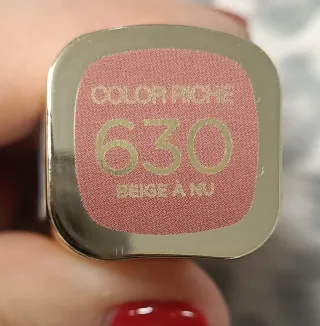 COLOR RICHE
630
BEIGE À NU